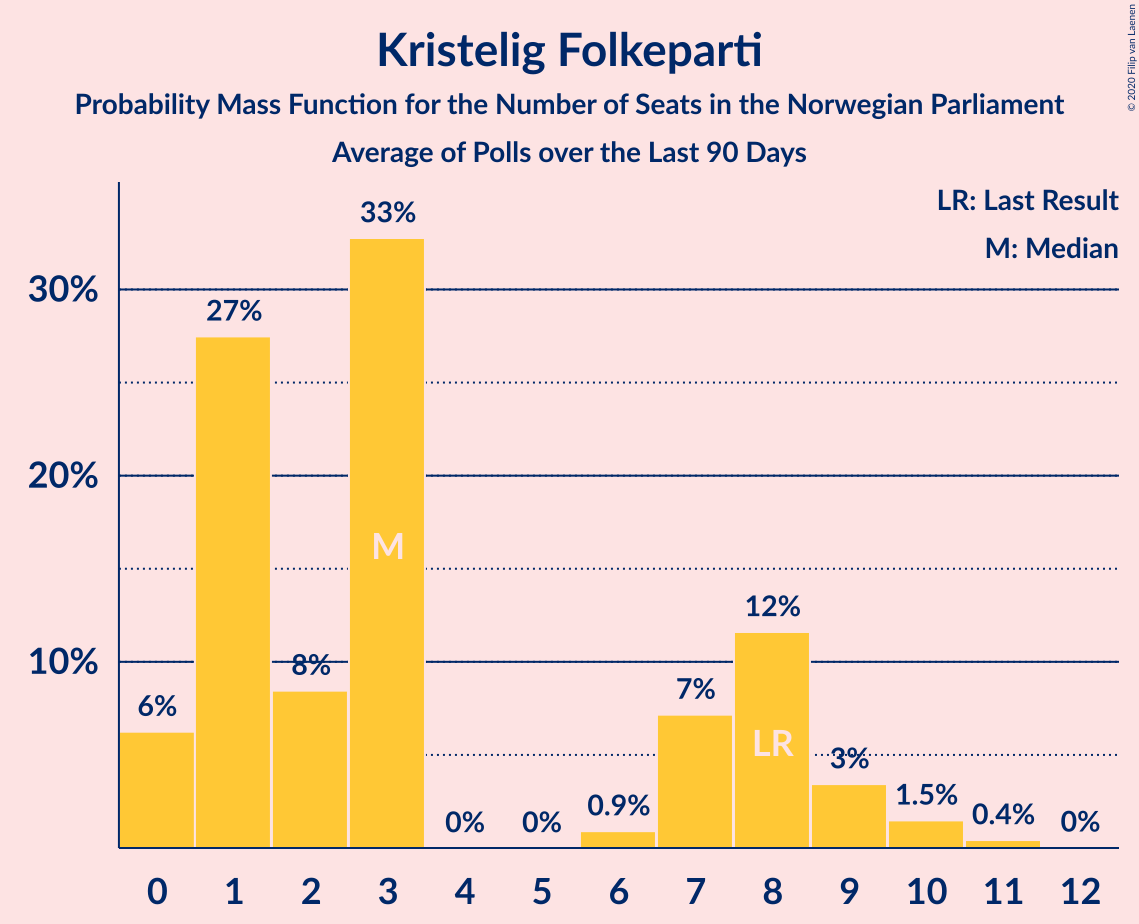 © 2020 Filip van Laenen
Kristelig Folkeparti
Probability Mass Function for the Number of Seats in the Norwegian Parliament
Average of Polls over the Last 90 Days
LR: Last Result
M: Median
33%
30%
27%
20%
M
12%
10%
8%
7%
6%
LR
3%
1.5%
0.9%
0.4%
0%
0%
0%
0 1 2 3 4 5 6 7 8 9 10 11 12